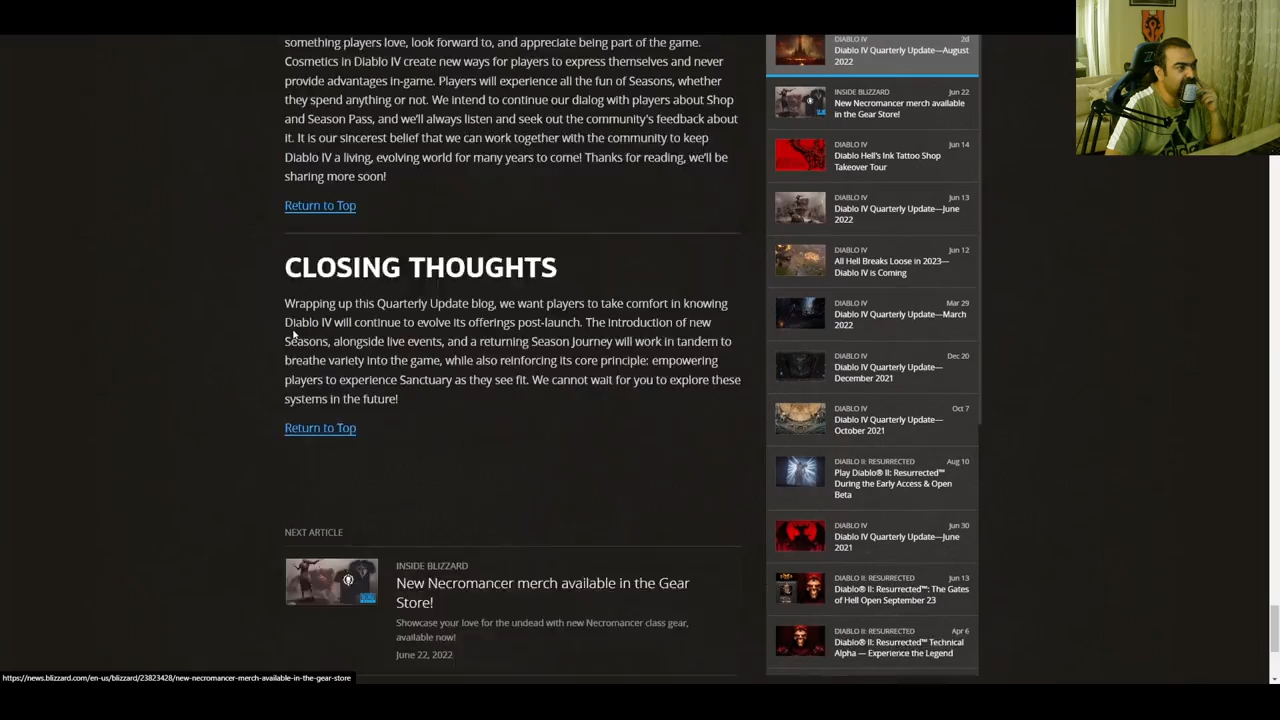 something players love, look forward to, and appreciate being part of the game.
Cosmetics in Diablo IV create new ways for players to express themselves and never
provide advantages in-game. Players will experience all the fun of Seasons, whether
they spend anything or not. We intend to continue our dialog with players about Shop
and Season Pass, and we'll always listen and seek out the community's feedback about
it. It is our sincerest belief that we can work together with the community to keep
Diablo IV a living, evolving world for many years to come! Thanks for reading, we'll be
sharing more soon!
Return to Top
CLOSING THOUGHTS
Wrapping up this Quarterly Update blog, we want players to take comfort in knowing
Diablo IV will continue to evolve its offerings post-launch. The introduction of new
Seasons, alongside live events, and a returning Season Journey will work in tandem to
breathe variety into the game, while also reinforcing its core principle: empowering
players to experience Sanctuary as they see fit. We cannot wait for you to explore these
systems in the future!
Return to Top
NEXT ARTICLE
INSIDE BLIZZARD
New Necromancer merch available in the Gear
Store!
Showcase your love for the undead with new Necromancer class gear,
available now!
June 22, 2022
DIABLO IV 2d
Diablo IV Quarterly Update—August
2022
INSIDE BLIZZARD Jun 22
New Necromancer merch available
in the Gear Store!
DIABLO IV Jun 14
Diablo Hell's Ink Tattoo Shop
Takeover Tour
DIABLO IV Jun 13
Diablo IV Quarterly Update—June
2022
DIABLO IV Jun 12
All Hell Breaks Loose in 2023—
Diablo IV is Coming
DIABLO IV Mar 29
Diablo IV Quarterly Update—March
2022
DIABLO IV Dec 20
Diablo IV Quarterly Update—
December 2021
DIABLO IV Oct 7
Diablo IV Quarterly Update—
October 2021
DIABLO II: RESURRECTED Aug 10
Play Diablo® II: Resurrected™
During the Early Access & Open
Beta
DIABLO IV Jun 30
Diablo IV Quarterly Update—June
2021
DIABLO II: RESURRECTED Jun 13
Diablo® II: Resurrected™: The Gates
of Hell Open September 23
DIABLO II: RESURRECTED Apr 6
Diablo® II: Resurrected™ Technical
Alpha — Experience the Legend
https://news.blizzard.com/en-us/blizzard/23823428/new-necromancer-merch-available-in-the-gear-store